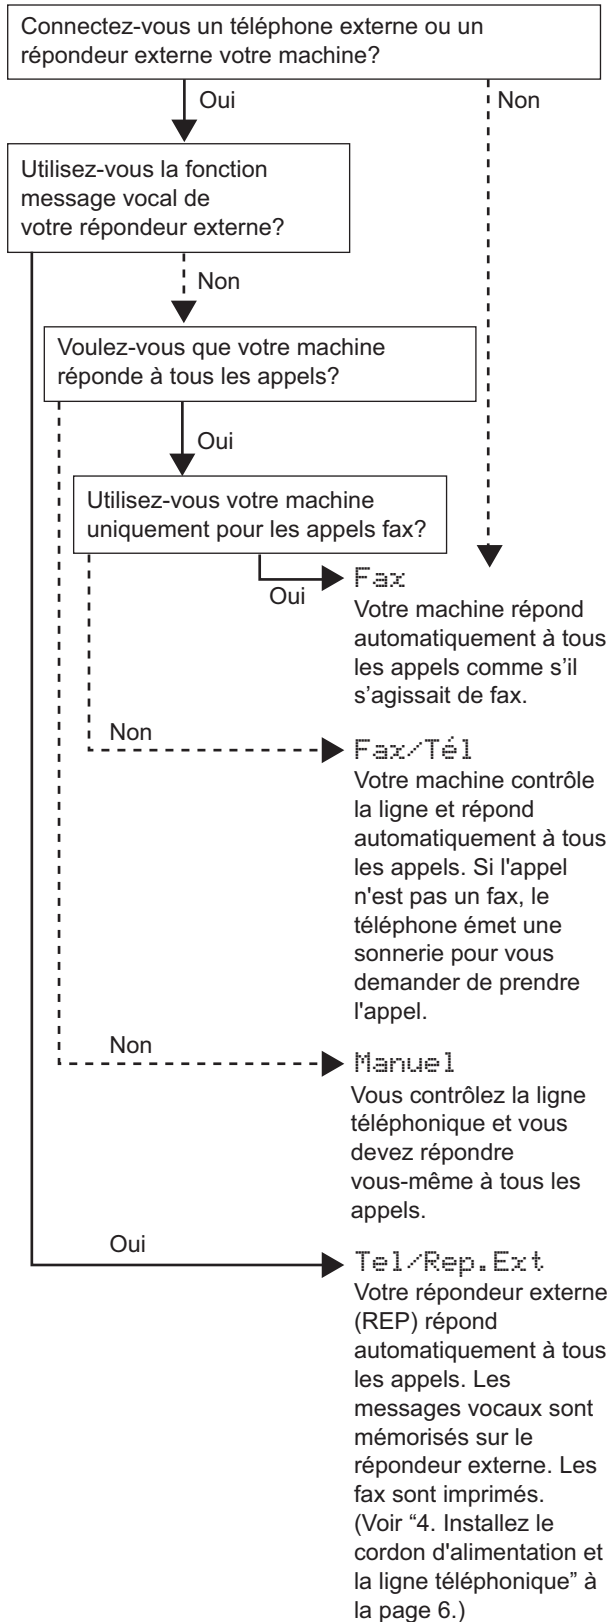 Connectez-vous un téléphone externe ou un
répondeur externe votre machine?
Oui
Non
Utilisez-vous la fonction
message vocal de
votre répondeur externe?
Non
Voulez-vous que votre machine
réponde à tous les appels?
Oui
Utilisez-vous votre machine
uniquement pour les appels fax?
Oui
Fax
Votre machine répond
automatiquement à tous
les appels comme s’il
s’agissait de fax.
Non
Fax/Tél
Votre machine contrôle
la ligne et répond
automatiquement à tous
les appels. Si l'appel
n'est pas un fax, le
téléphone émet une
sonnerie pour vous
demander de prendre
l'appel.
Non
Manuel
Vous contrôlez la ligne
téléphonique et vous
devez répondre
vous-même à tous les
appels.
Oui
Tel/Rep.Ext
Votre répondeur externe
(REP) répond
automatiquement à tous
les appels. Les
messages vocaux sont
mémorisés sur le
répondeur externe. Les
fax sont imprimés.
(Voir “4. Installez le
cordon d'alimentation et
la ligne téléphonique” à
la page 6.)